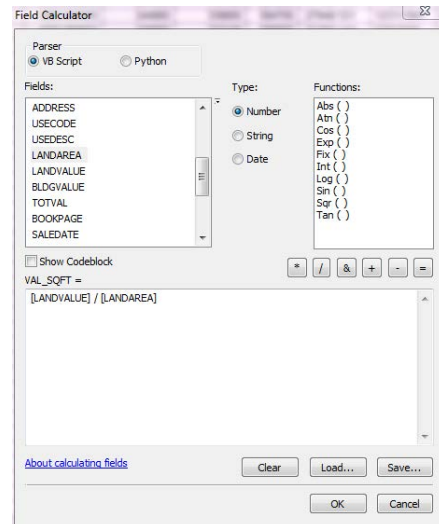 Field Calculator
Parser
VB Script Python
Fields:
ADDRESS
USECODE
USEDESC
LANDAREA
LANDVALUE
BLDGVALUE
TOTVAL
BOOKPAGE
SALEDATE
Type:
Number
String
Date
Functions:
Abs ( )
Atn ( )
Cos ( )
Exp ( )
Fix ( )
Int ( )
Log ( )
Sin ( )
Sqr ( )
Tan ( )
Show Codeblock
* / & + - =
VAL_SQFT =
[LANDVALUE] / [LANDAREA]
About calculating fields
Clear Load... Save...
OK Cancel